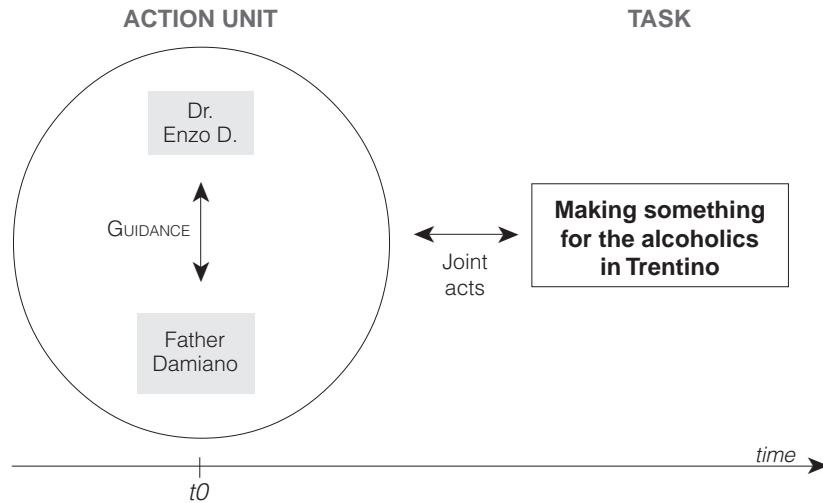 ACTION UNIT
TASK
Dr.
Enzo D.
GUIDANCE
Father
Damiano
Joint
acts
Making something
for the alcoholics
in Trentino
time
t0